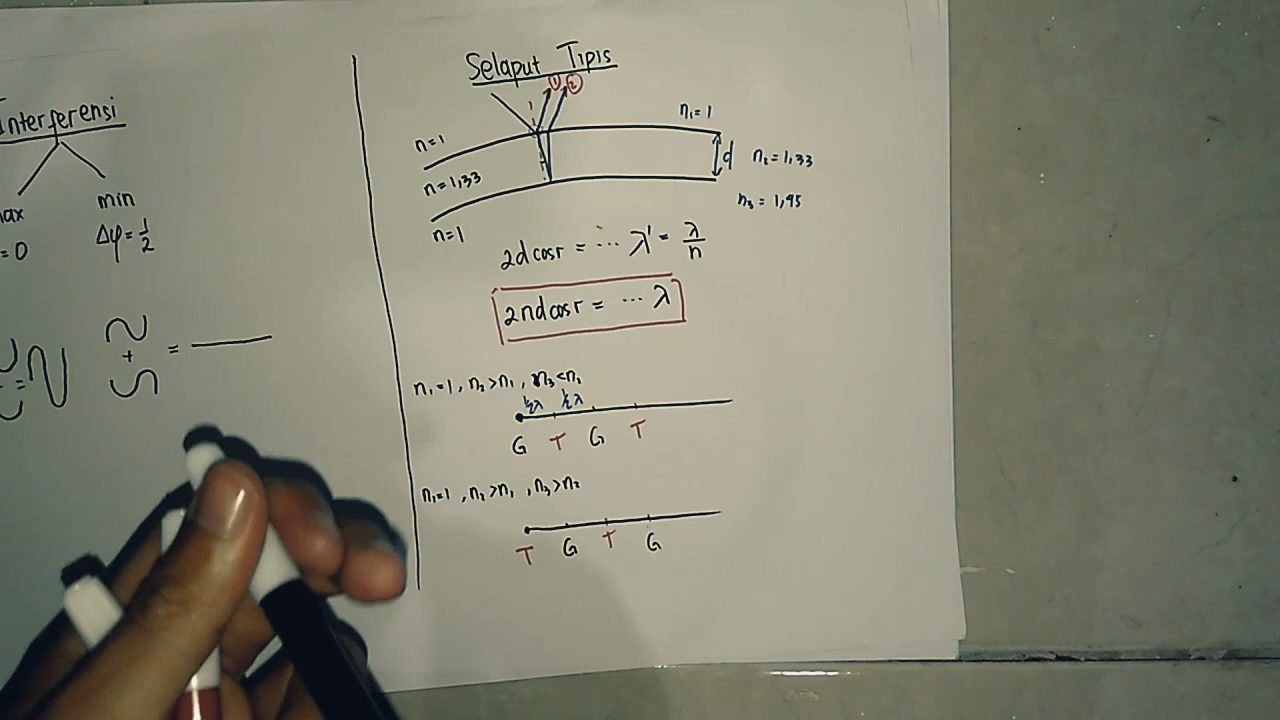 Interferensi
max
min
= 0
Δφ = 1/2
+
=
+
= ———
Selaput Tipis
① ②
n = 1
n₁ = 1
n = 1,33
d
n₂ = 1,33
n = 1
n₃ = 1,95
2d cos r = ... λ' = λ/n
2nd cos r = ... λ
n₁ = 1, n₂ > n₁, n₃ < n₂
½λ ½λ
G T G T
n₁ = 1, n₂ > n₁, n₃ > n₂
T G T G